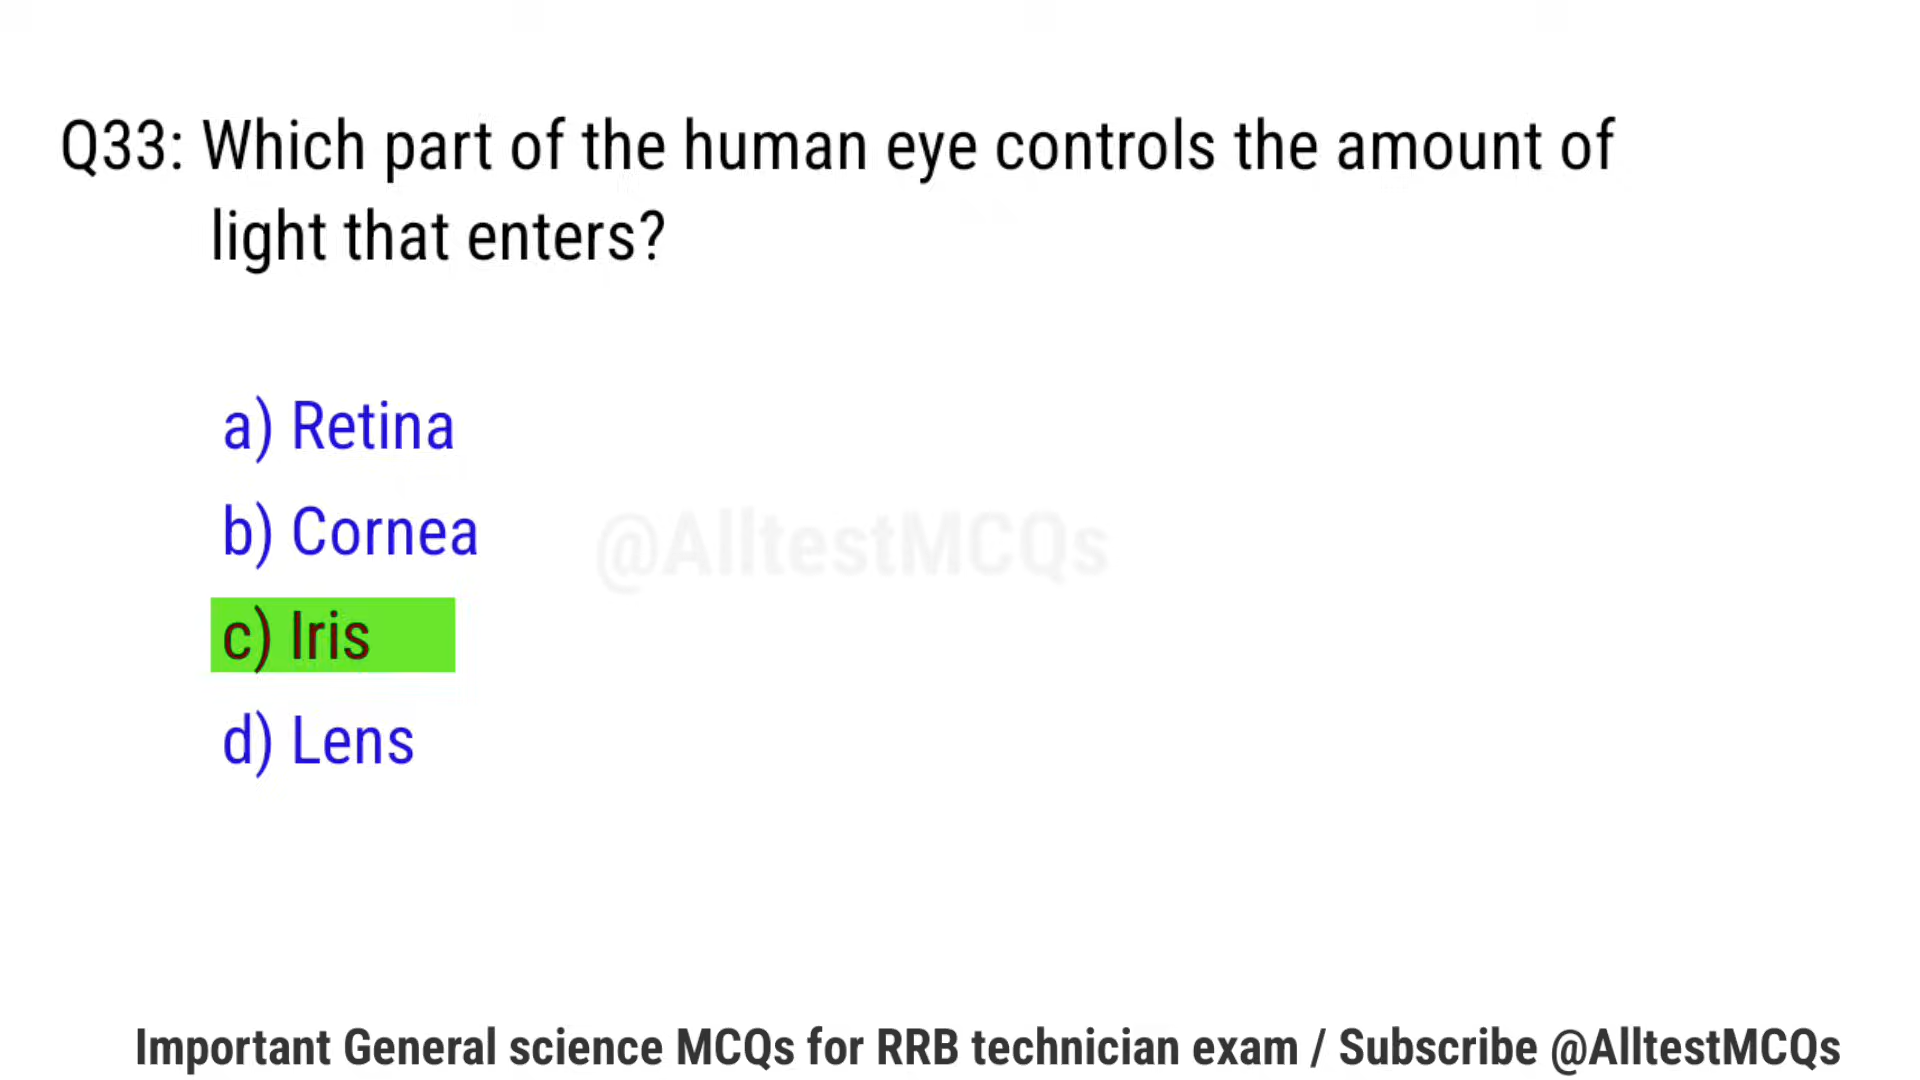 Q33: Which part of the human eye controls the amount of
light that enters?
a) Retina
b) Cornea
@AlltestMCQs
c) Iris
d) Lens
Important General science MCQs for RRB technician exam / Subscribe @AlltestMCQs